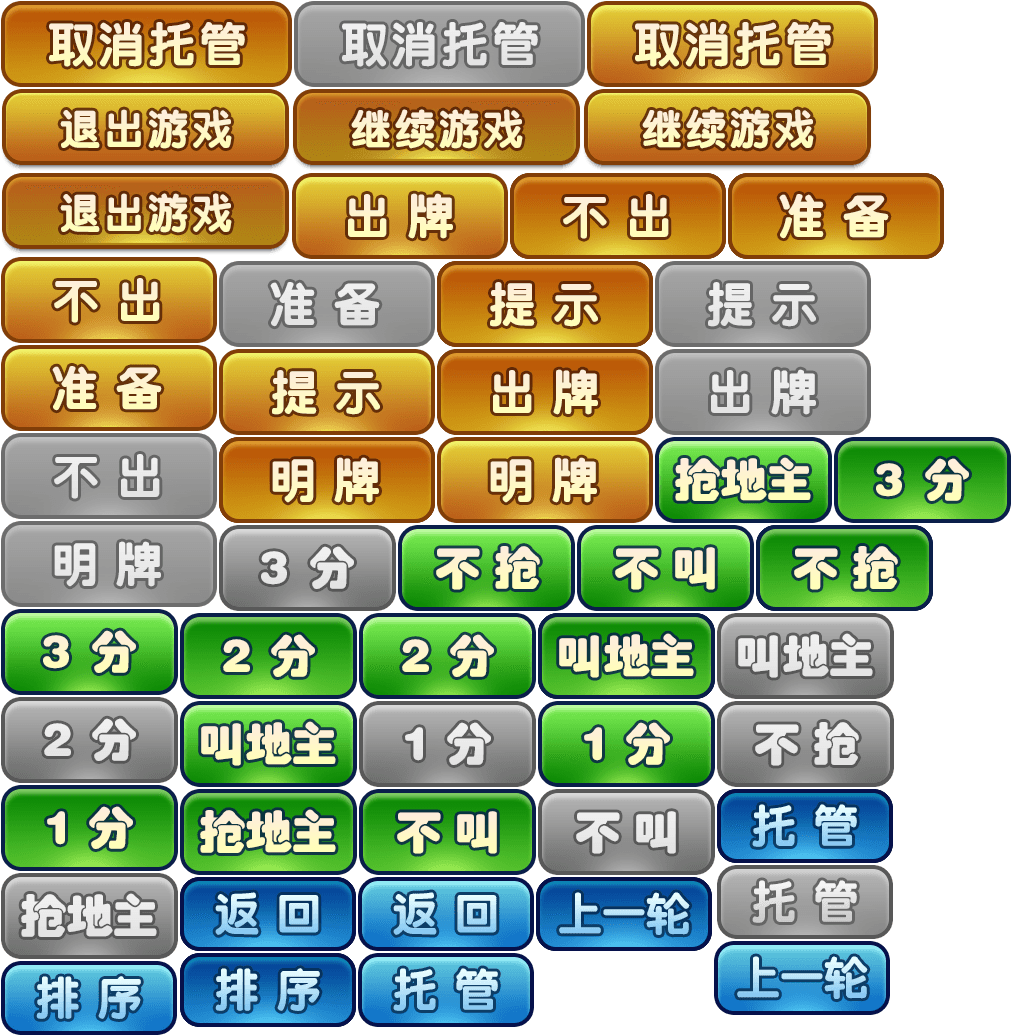 取消托管 取消托管 取消托管
退出游戏 继续游戏 继续游戏
退出游戏 出牌 不出 准备
不出 准备 提示 提示
准备 提示 出牌 出牌
不出 明牌 明牌 抢地主 3分
明牌 3分 不抢 不叫 不抢
3分 2分 2分 叫地主 叫地主
2分 叫地主 1分 1分 不抢
1分 抢地主 不叫 不叫 托管
抢地主 返回 返回 上一轮 托管
排序 排序 托管 上一轮